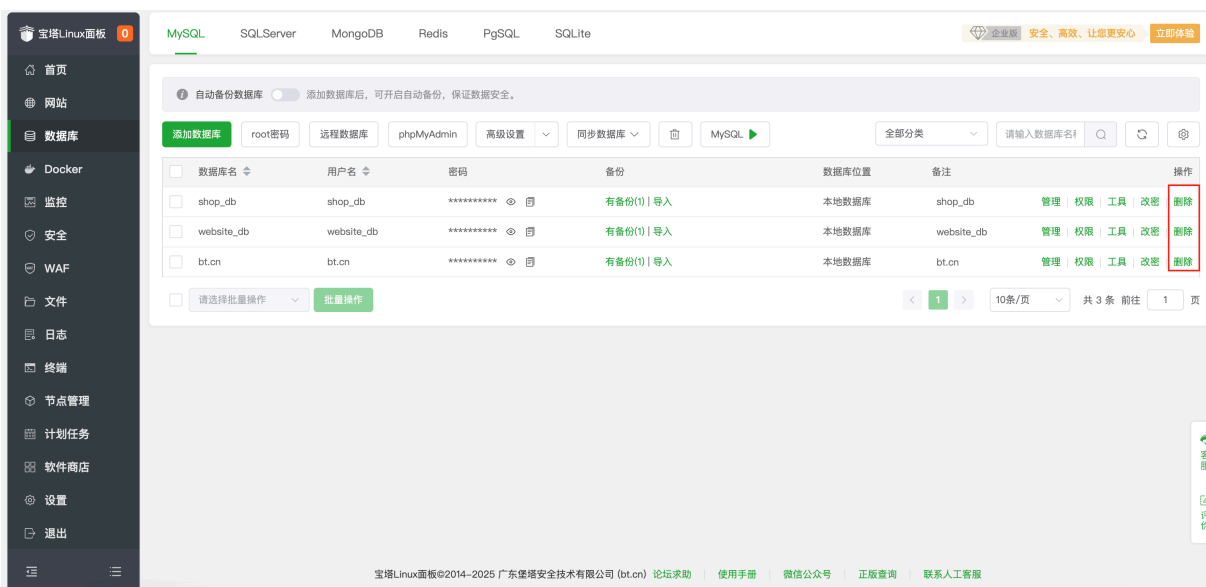 宝塔Linux面板 0
首页
网站
数据库
Docker
监控
安全
WAF
文件
日志
终端
节点管理
计划任务
软件商店
设置
退出
MySQL SQLServer MongoDB Redis PgSQL SQLite
企业版 安全、高效、让您更安心 立即体验
自动备份数据库 添加数据库后，可开启自动备份，保证数据安全。
添加数据库 root密码 远程数据库 phpMyAdmin 高级设置 同步数据库 MySQL 全部分类 请输入数据库名称
数据库名 用户名 密码 备份 数据库位置 备注 操作
shop_db shop_db ********** 有备份(1) | 导入 本地数据库 shop_db 管理 | 权限 | 工具 | 改密 | 删除
website_db website_db ********** 有备份(1) | 导入 本地数据库 website_db 管理 | 权限 | 工具 | 改密 | 删除
bt.cn bt.cn ********** 有备份(1) | 导入 本地数据库 bt.cn 管理 | 权限 | 工具 | 改密 | 删除
请选择批量操作 批量操作 < 1 > 10条/页 共 3 条 前往 1 页
宝塔Linux面板©2014-2025 广东堡塔安全技术有限公司 (bt.cn) 论坛求助 | 使用手册 | 微信公众号 | 正版查询 | 联系人工客服